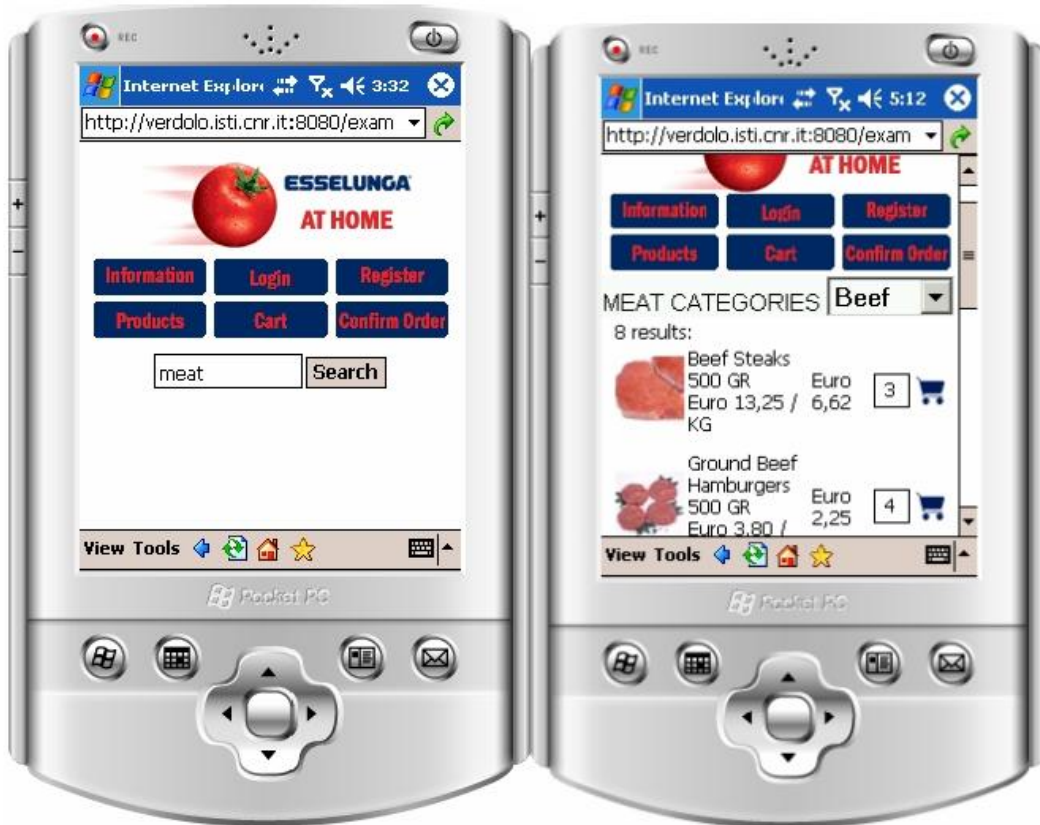 REC
Internet Explore 3:32
http://verdolo.isti.cnr.it:8080/exam
ESSELUNGA
AT HOME
Information Login Register
Products Cart Confirm Order
meat Search
View Tools
Pocket PC
REC
Internet Explore 5:12
http://verdolo.isti.cnr.it:8080/exam
AT HOME
Information Login Register
Products Cart Confirm Order
MEAT CATEGORIES Beef
8 results:
Beef Steaks
500 GR Euro
Euro 13,25 / 6,62 3
KG
Ground Beef
Hamburgers
500 GR Euro
Euro 3.80 / 2,25 4
View Tools
Pocket PC